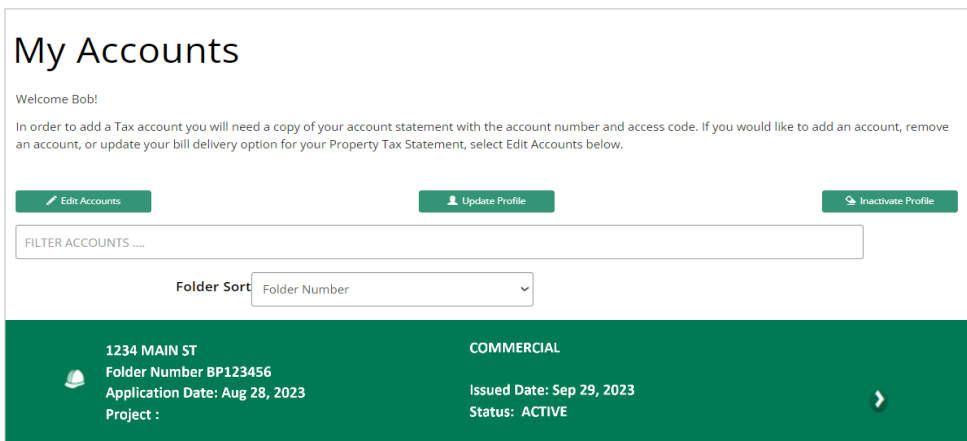 My Accounts
Welcome Bob!
In order to add a Tax account you will need a copy of your account statement with the account number and access code. If you would like to add an account, remove
an account, or update your bill delivery option for your Property Tax Statement, select Edit Accounts below.
Edit Accounts
Update Profile
Inactivate Profile
FILTER ACCOUNTS ....
Folder Sort
Folder Number
1234 MAIN ST
Folder Number BP123456
Application Date: Aug 28, 2023
Project :
COMMERCIAL
Issued Date: Sep 29, 2023
Status: ACTIVE